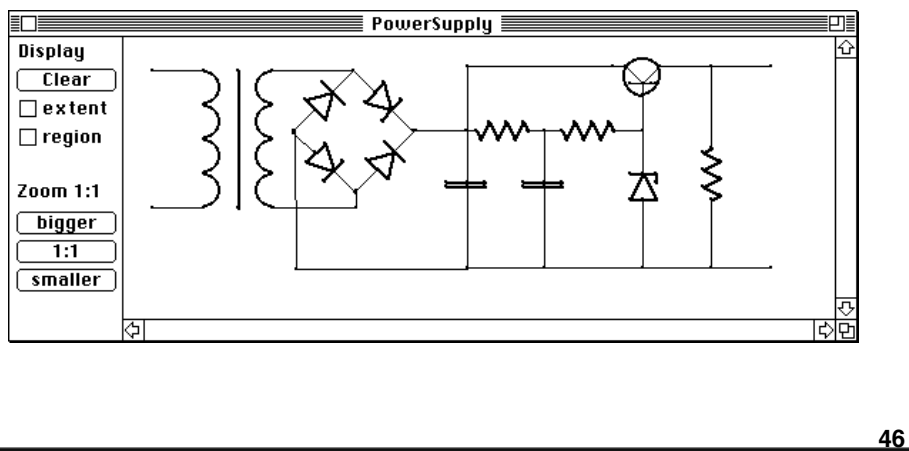 PowerSupply
Display
Clear
extent
region
Zoom 1:1
bigger
1:1
smaller
46